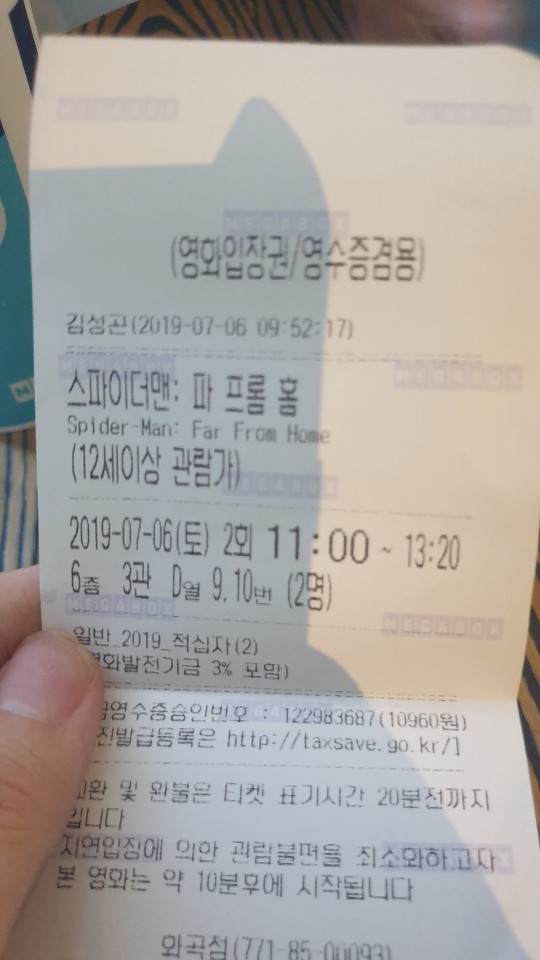 (영화입장권/영수증겸용)
김성곤(2019-07-06 09:52:17)
스파이더맨: 파 프롬 홈
Spider-Man: Far From Home
(12세이상 관람가)
2019-07-06(토) 2회 11:00 ~ 13:20
6층 3관 D열 9,10번 (2명)
일반_2019_적십자(2)
영화발전기금 3% 포함)
영수증승인번호 : 122983687(10960원)
진발급등록은 http://taxsave.go.kr/]
교환 및 환불은 티켓 표기시간 20분전까지
입니다
지연입장에 의한 관람불편을 최소화하고자
본 영화는 약 10분후에 시작됩니다
화곡점(771-85-00093)
MEGABOX